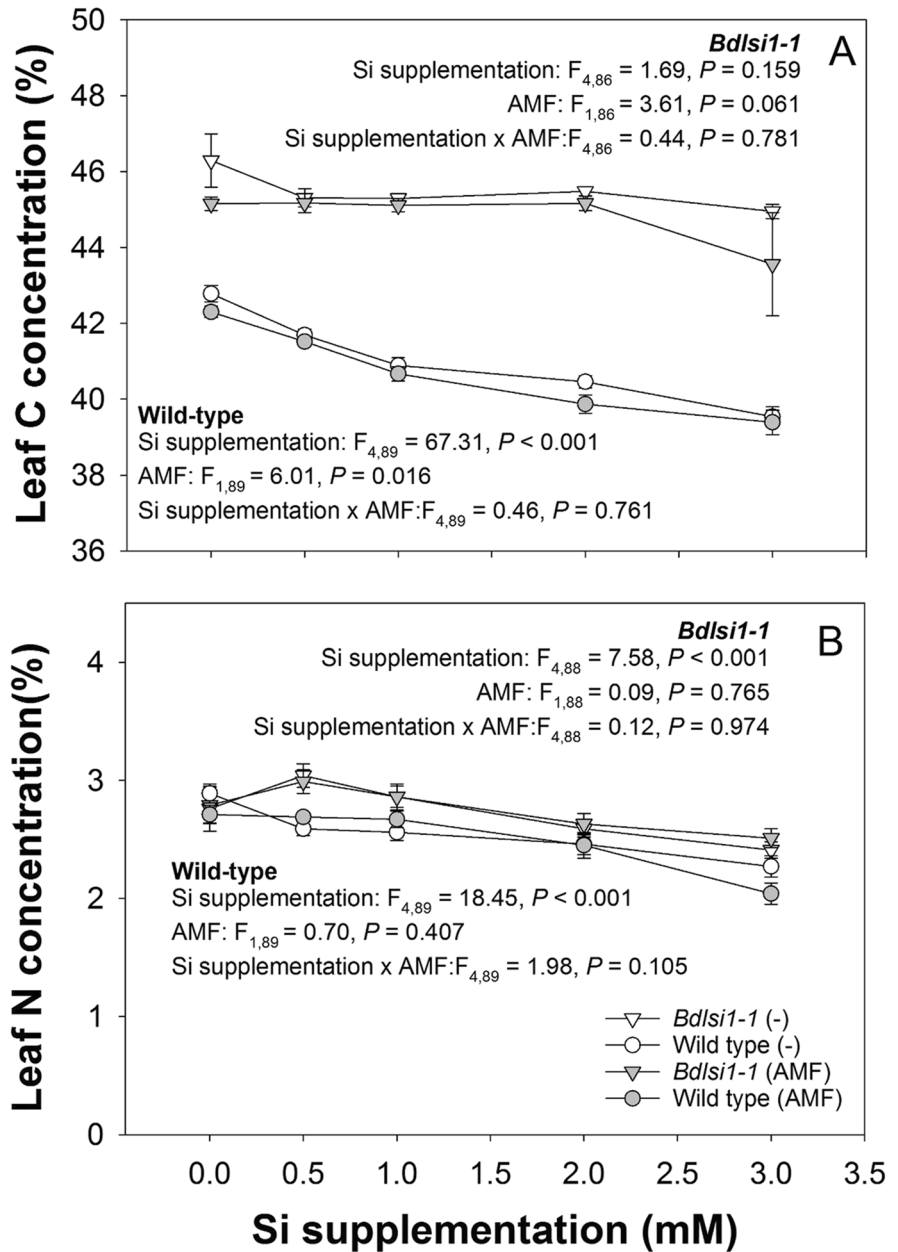 50
48
46
44
42
40
38
36
Leaf C concentration (%)
Bdlsi1-1
A
Si supplementation: F4,86 = 1.69, P = 0.159
AMF: F1,86 = 3.61, P = 0.061
Si supplementation x AMF:F4,86 = 0.44, P = 0.781
Wild-type
Si supplementation: F4,89 = 67.31, P < 0.001
AMF: F1,89 = 6.01, P = 0.016
Si supplementation x AMF:F4,89 = 0.46, P = 0.761
4
3
2
1
0
Leaf N concentration(%)
Bdlsi1-1
B
Si supplementation: F4,88 = 7.58, P < 0.001
AMF: F1,88 = 0.09, P = 0.765
Si supplementation x AMF:F4,88 = 0.12, P = 0.974
Wild-type
Si supplementation: F4,89 = 18.45, P < 0.001
AMF: F1,89 = 0.70, P = 0.407
Si supplementation x AMF:F4,89 = 1.98, P = 0.105
Bdlsi1-1 (-)
Wild type (-)
Bdlsi1-1 (AMF)
Wild type (AMF)
0.0 0.5 1.0 2.0 3.0 3.5
Si supplementation (mM)